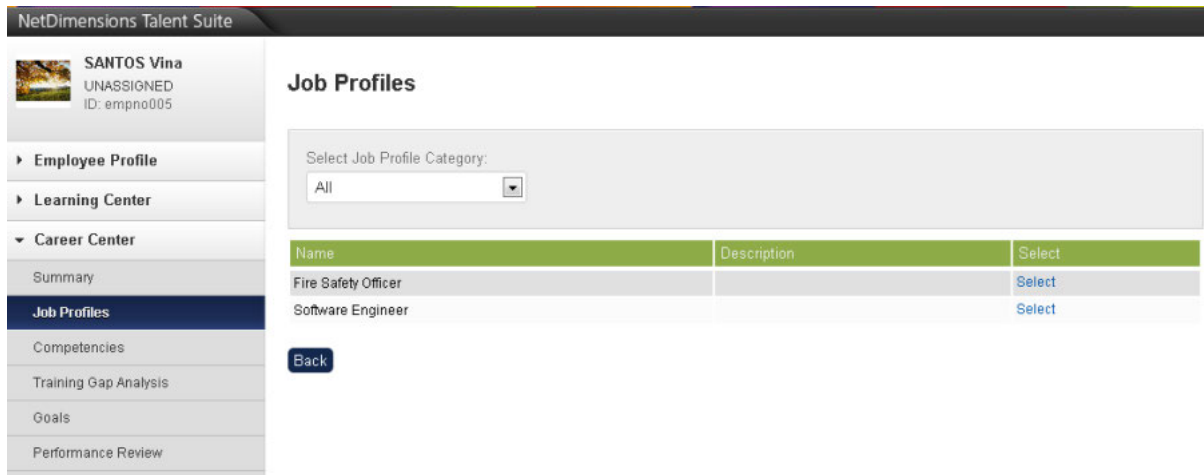 NetDimensions Talent Suite
SANTOS Vina
UNASSIGNED
ID: empno005
Employee Profile
Learning Center
Career Center
Summary
Job Profiles
Competencies
Training Gap Analysis
Goals
Performance Review
Job Profiles
Select Job Profile Category:
All
Name Description Select
Fire Safety Officer Select
Software Engineer Select
Back